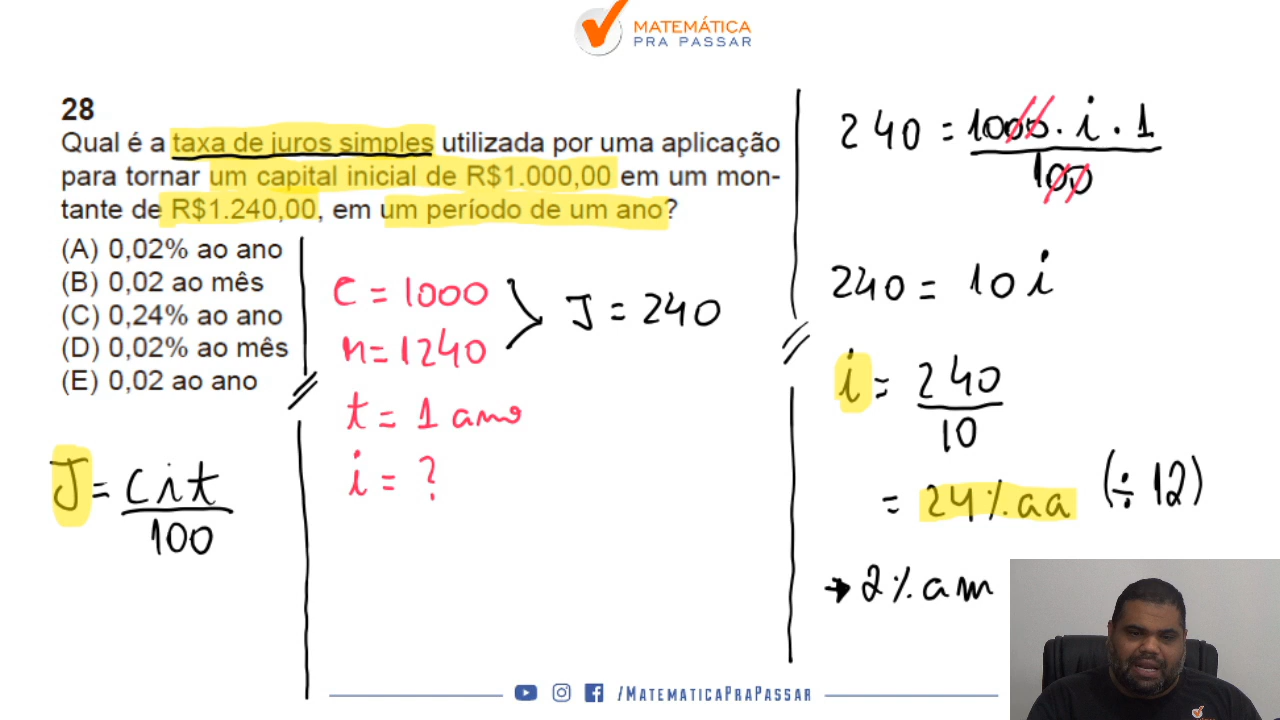 MATEMÁTICA
PRA PASSAR
28
Qual é a taxa de juros simples utilizada por uma aplicação
para tornar um capital inicial de R$1.000,00 em um mon-
tante de R$1.240,00, em um período de um ano?
(A) 0,02% ao ano
(B) 0,02 ao mês
(C) 0,24% ao ano
(D) 0,02% ao mês
(E) 0,02 ao ano
J = cit
100
C = 1000
M = 1240
J = 240
t = 1 ano
i = ?
240 = 1000 . i . 1
100
240 = 10 i
i = 240
10
= 24% aa (÷ 12)
→ 2% am
/MATEMATICAPRAPASSAR